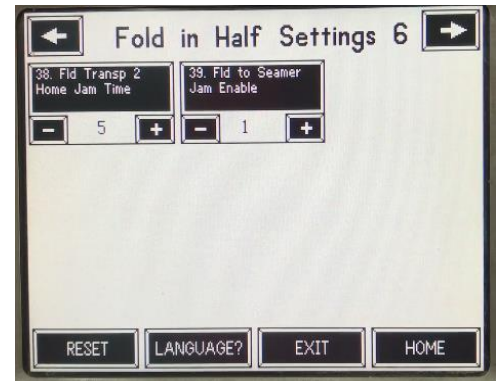 Fold in Half Settings 6
38. Fld Transp 2
Home Jam Time
39. Fld to Seamer
Jam Enable
- 5 +
- 1 +
RESET
LANGUAGE?
EXIT
HOME